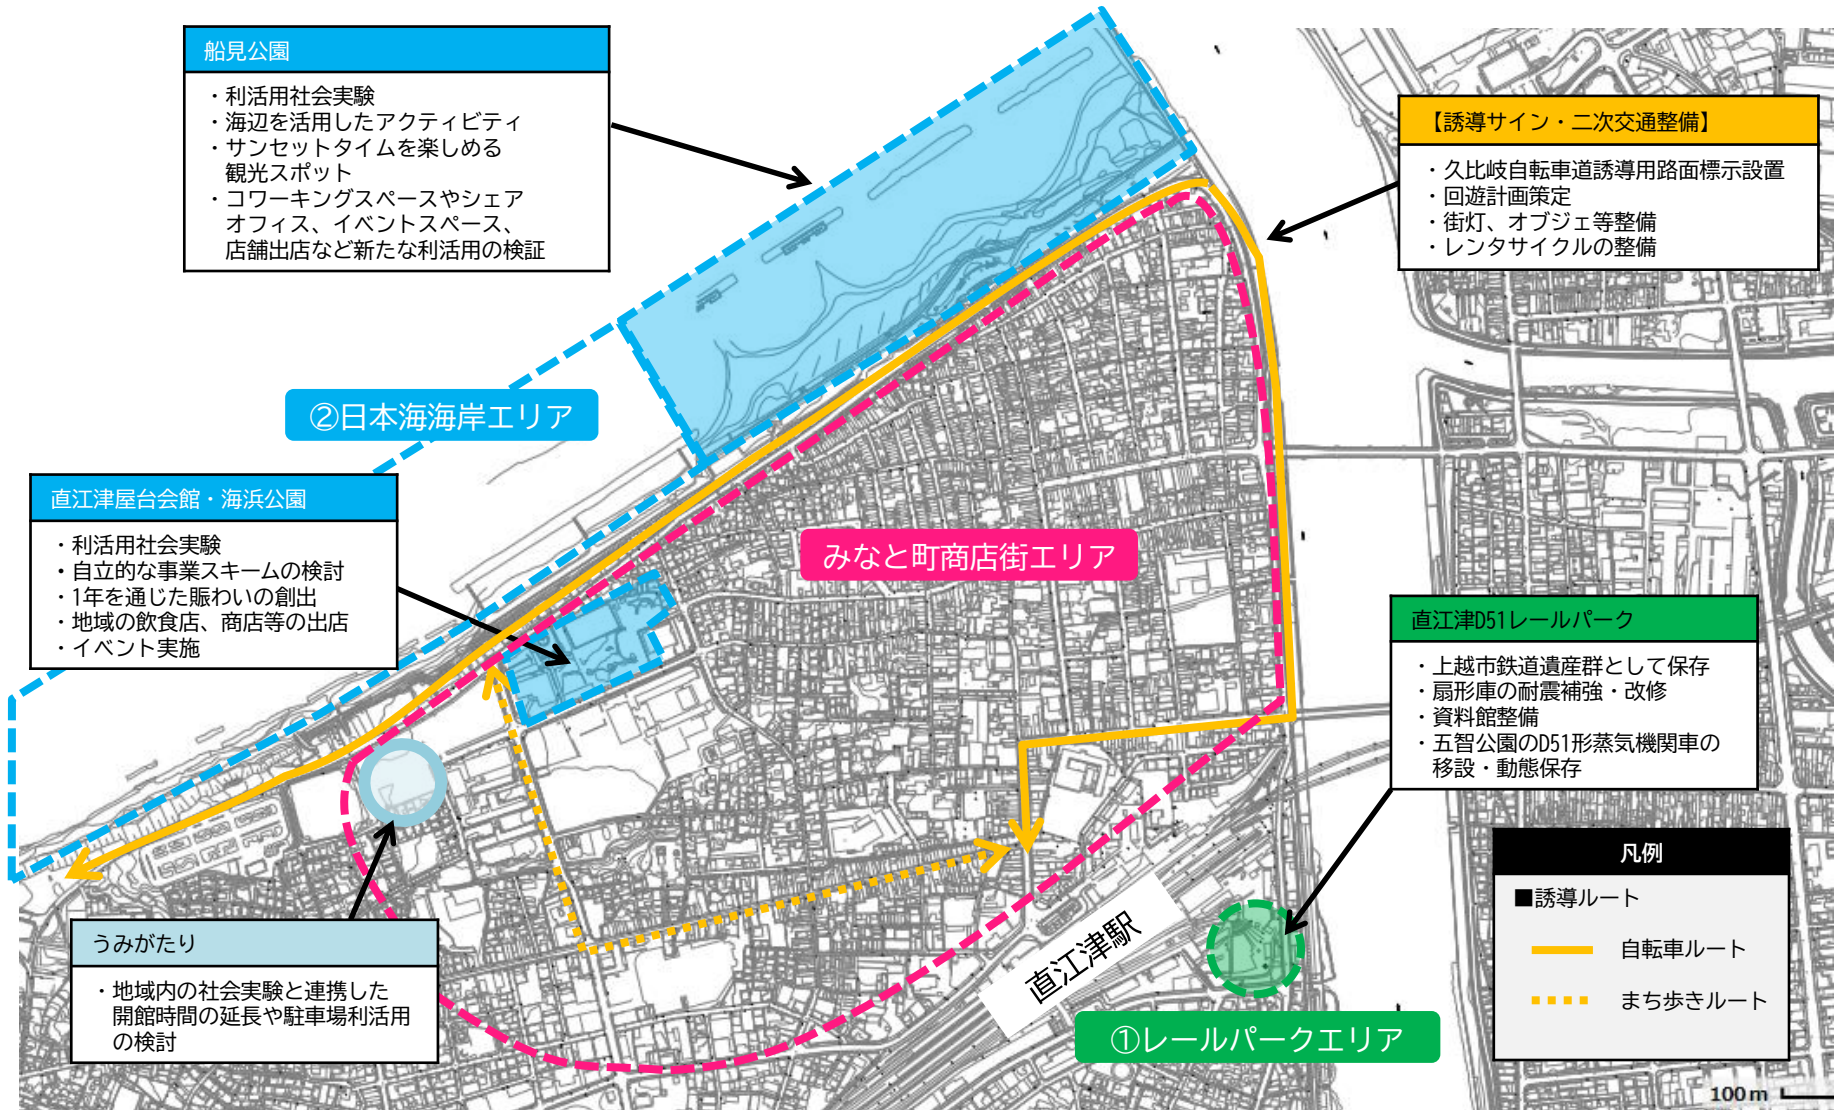 船見公園
・利活用社会実験
・海辺を活用したアクティビティ
・サンセットタイムを楽しめる
観光スポット
・コワーキングスペースやシェア
オフィス、イベントスペース、
店舗出店など新たな利活用の検証
【誘導サイン・二次交通整備】
・久比岐自転車道誘導用路面標示設置
・回遊計画策定
・街灯、オブジェ等整備
・レンタサイクルの整備
②日本海海岸エリア
直江津屋台会館・海浜公園
・利活用社会実験
・自立的な事業スキームの検討
・1年を通じた賑わいの創出
・地域の飲食店、商店等の出店
・イベント実施
みなと町商店街エリア
直江津D51レールパーク
・上越市鉄道遺産群として保存
・扇形庫の耐震補強・改修
・資料館整備
・五智公園のD51形蒸気機関車の
移設・動態保存
うみがたり
・地域内の社会実験と連携した
開館時間の延長や駐車場利活用
の検討
直江津駅
①レールパークエリア
凡例
■誘導ルート
自転車ルート
まち歩きルート
100m